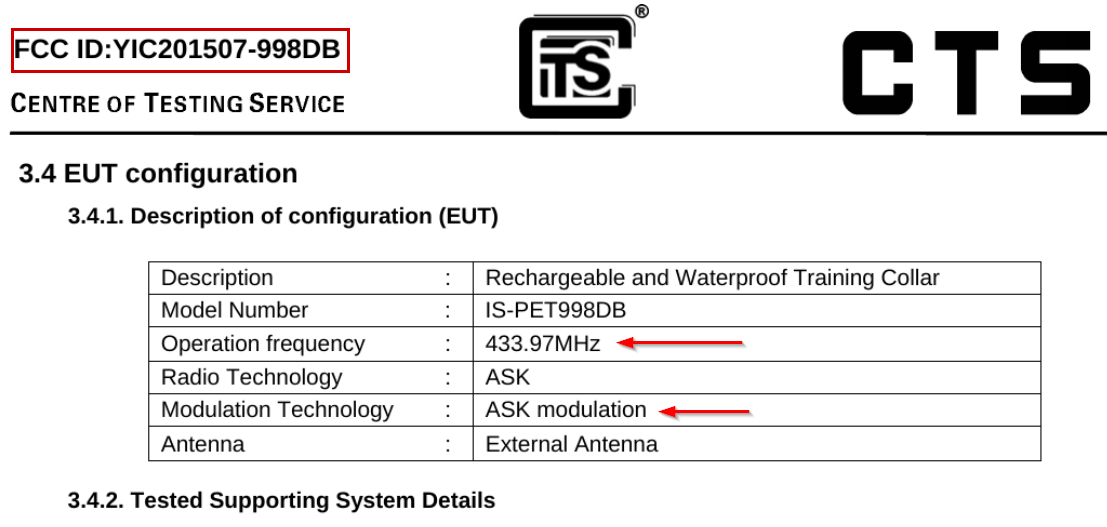 FCC ID:YIC201507-998DB
CENTRE OF TESTING SERVICE
CiTS®
CTS
3.4 EUT configuration
3.4.1. Description of configuration (EUT)
Description : Rechargeable and Waterproof Training Collar
Model Number : IS-PET998DB
Operation frequency : 433.97MHz
Radio Technology : ASK
Modulation Technology : ASK modulation
Antenna : External Antenna
3.4.2. Tested Supporting System Details